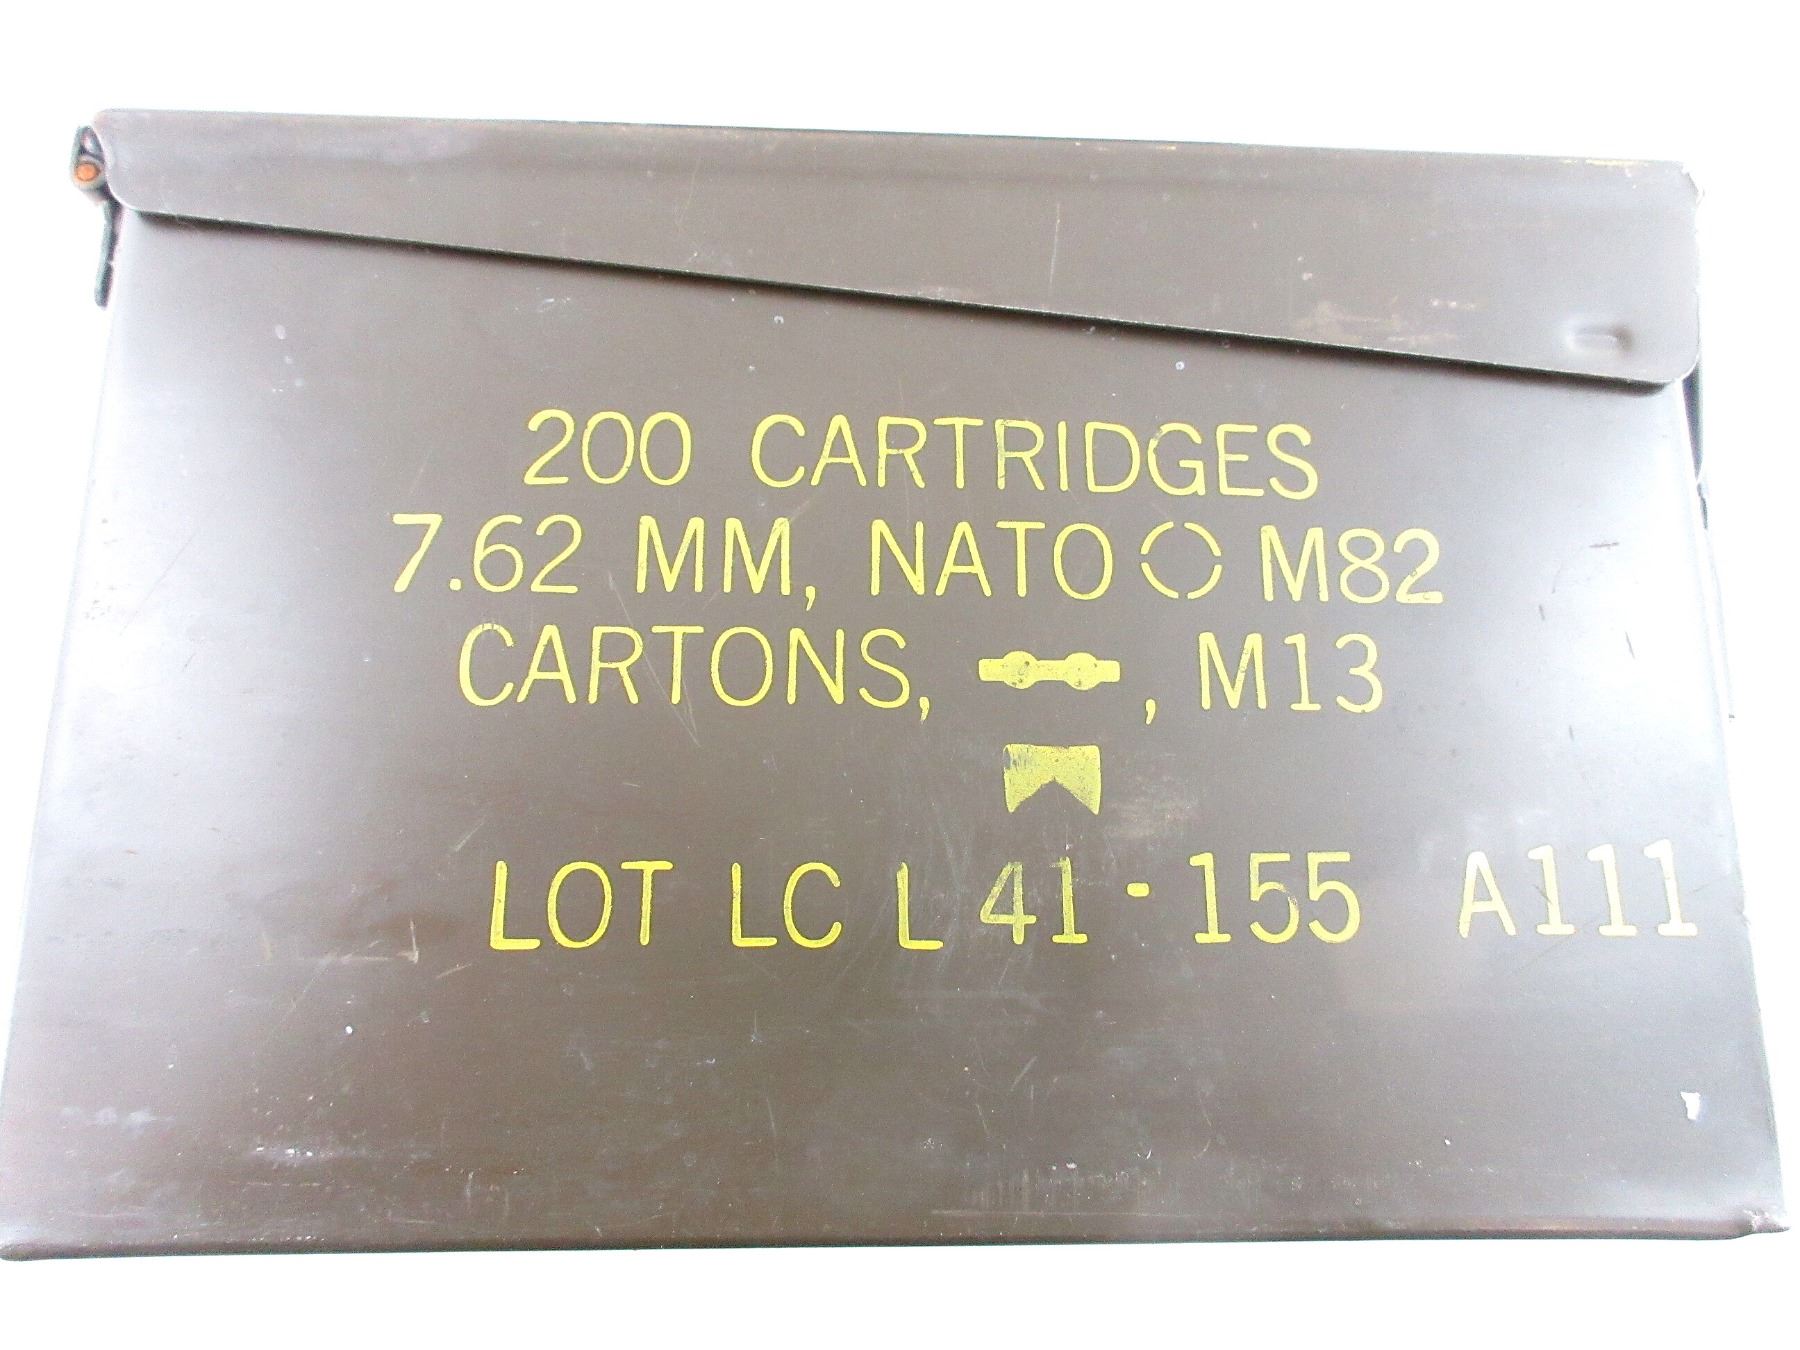 200 CARTRIDGES
7.62 MM, NATO M82
CARTONS, , M13
LOT LC L 41-155 A111